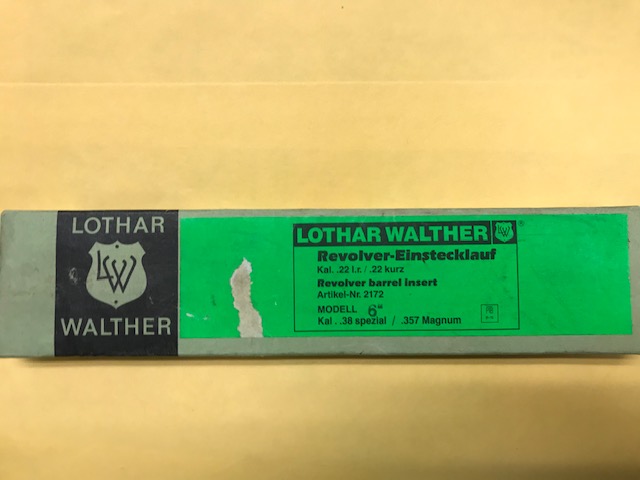 LOTHAR
LW
WALTHER
LOTHAR WALTHER LW ®
Revolver-Einstecklauf
Kal. .22 l.r. / .22 kurz
Revolver barrel insert
Artikel-Nr. 2172
MODELL 6"
Kal . .38 spezial / .357 Magnum